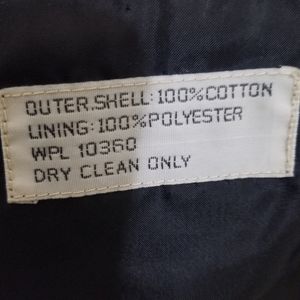 OUTER.SHELL: 100%COTTON
LINING: 100%POLYESTER
WPL 10360
DRY CLEAN ONLY